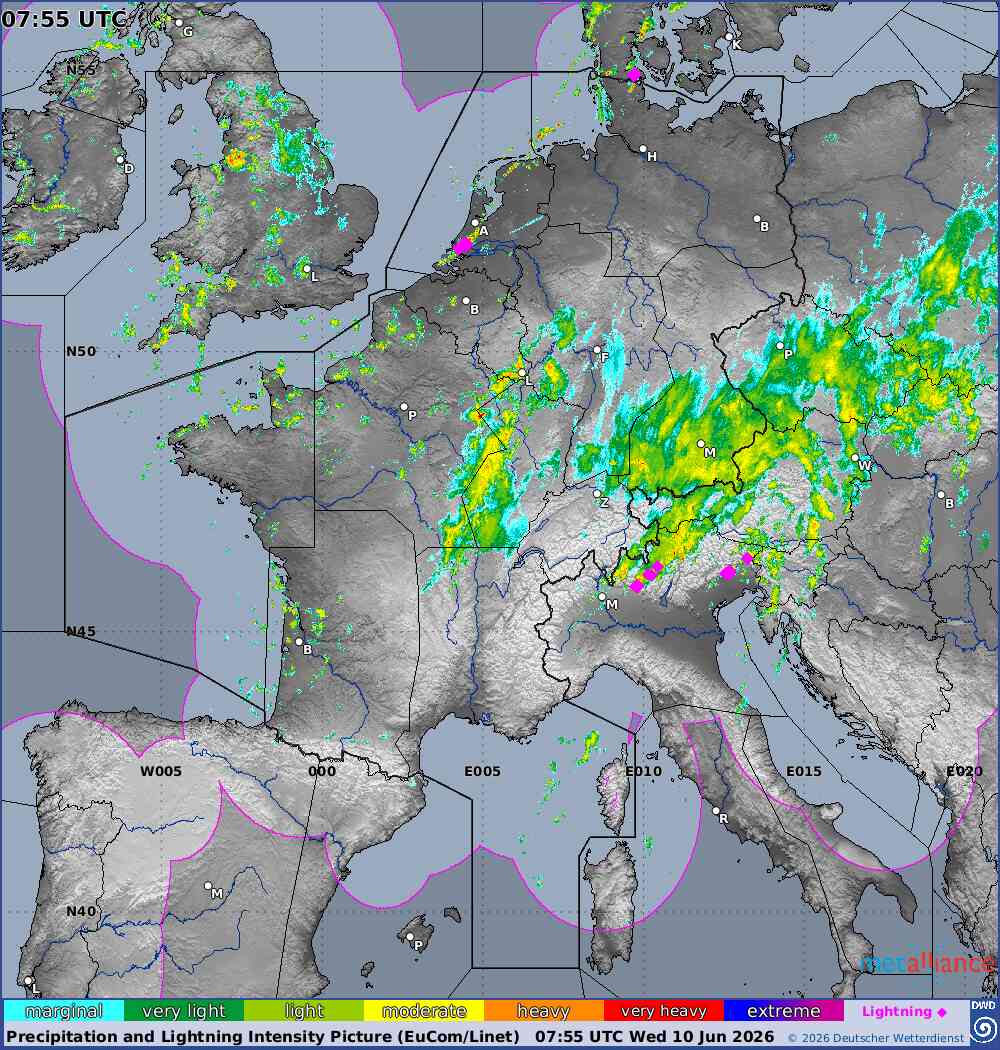 07:55 UTC
G
K
N55
D
H
A
B
L
B
N50
F
P
L
P
M
W
Z
B
M
N45
B
W005
000
E005
E010
E015
E020
R
M
N40
P
L
metalliance
marginal
very light
light
moderate
heavy
very heavy
extreme
Lightning ◆
DWD
Precipitation and Lightning Intensity Picture (EuCom/Linet) 07:55 UTC Wed 10 Jun 2026 © 2026 Deutscher Wetterdienst